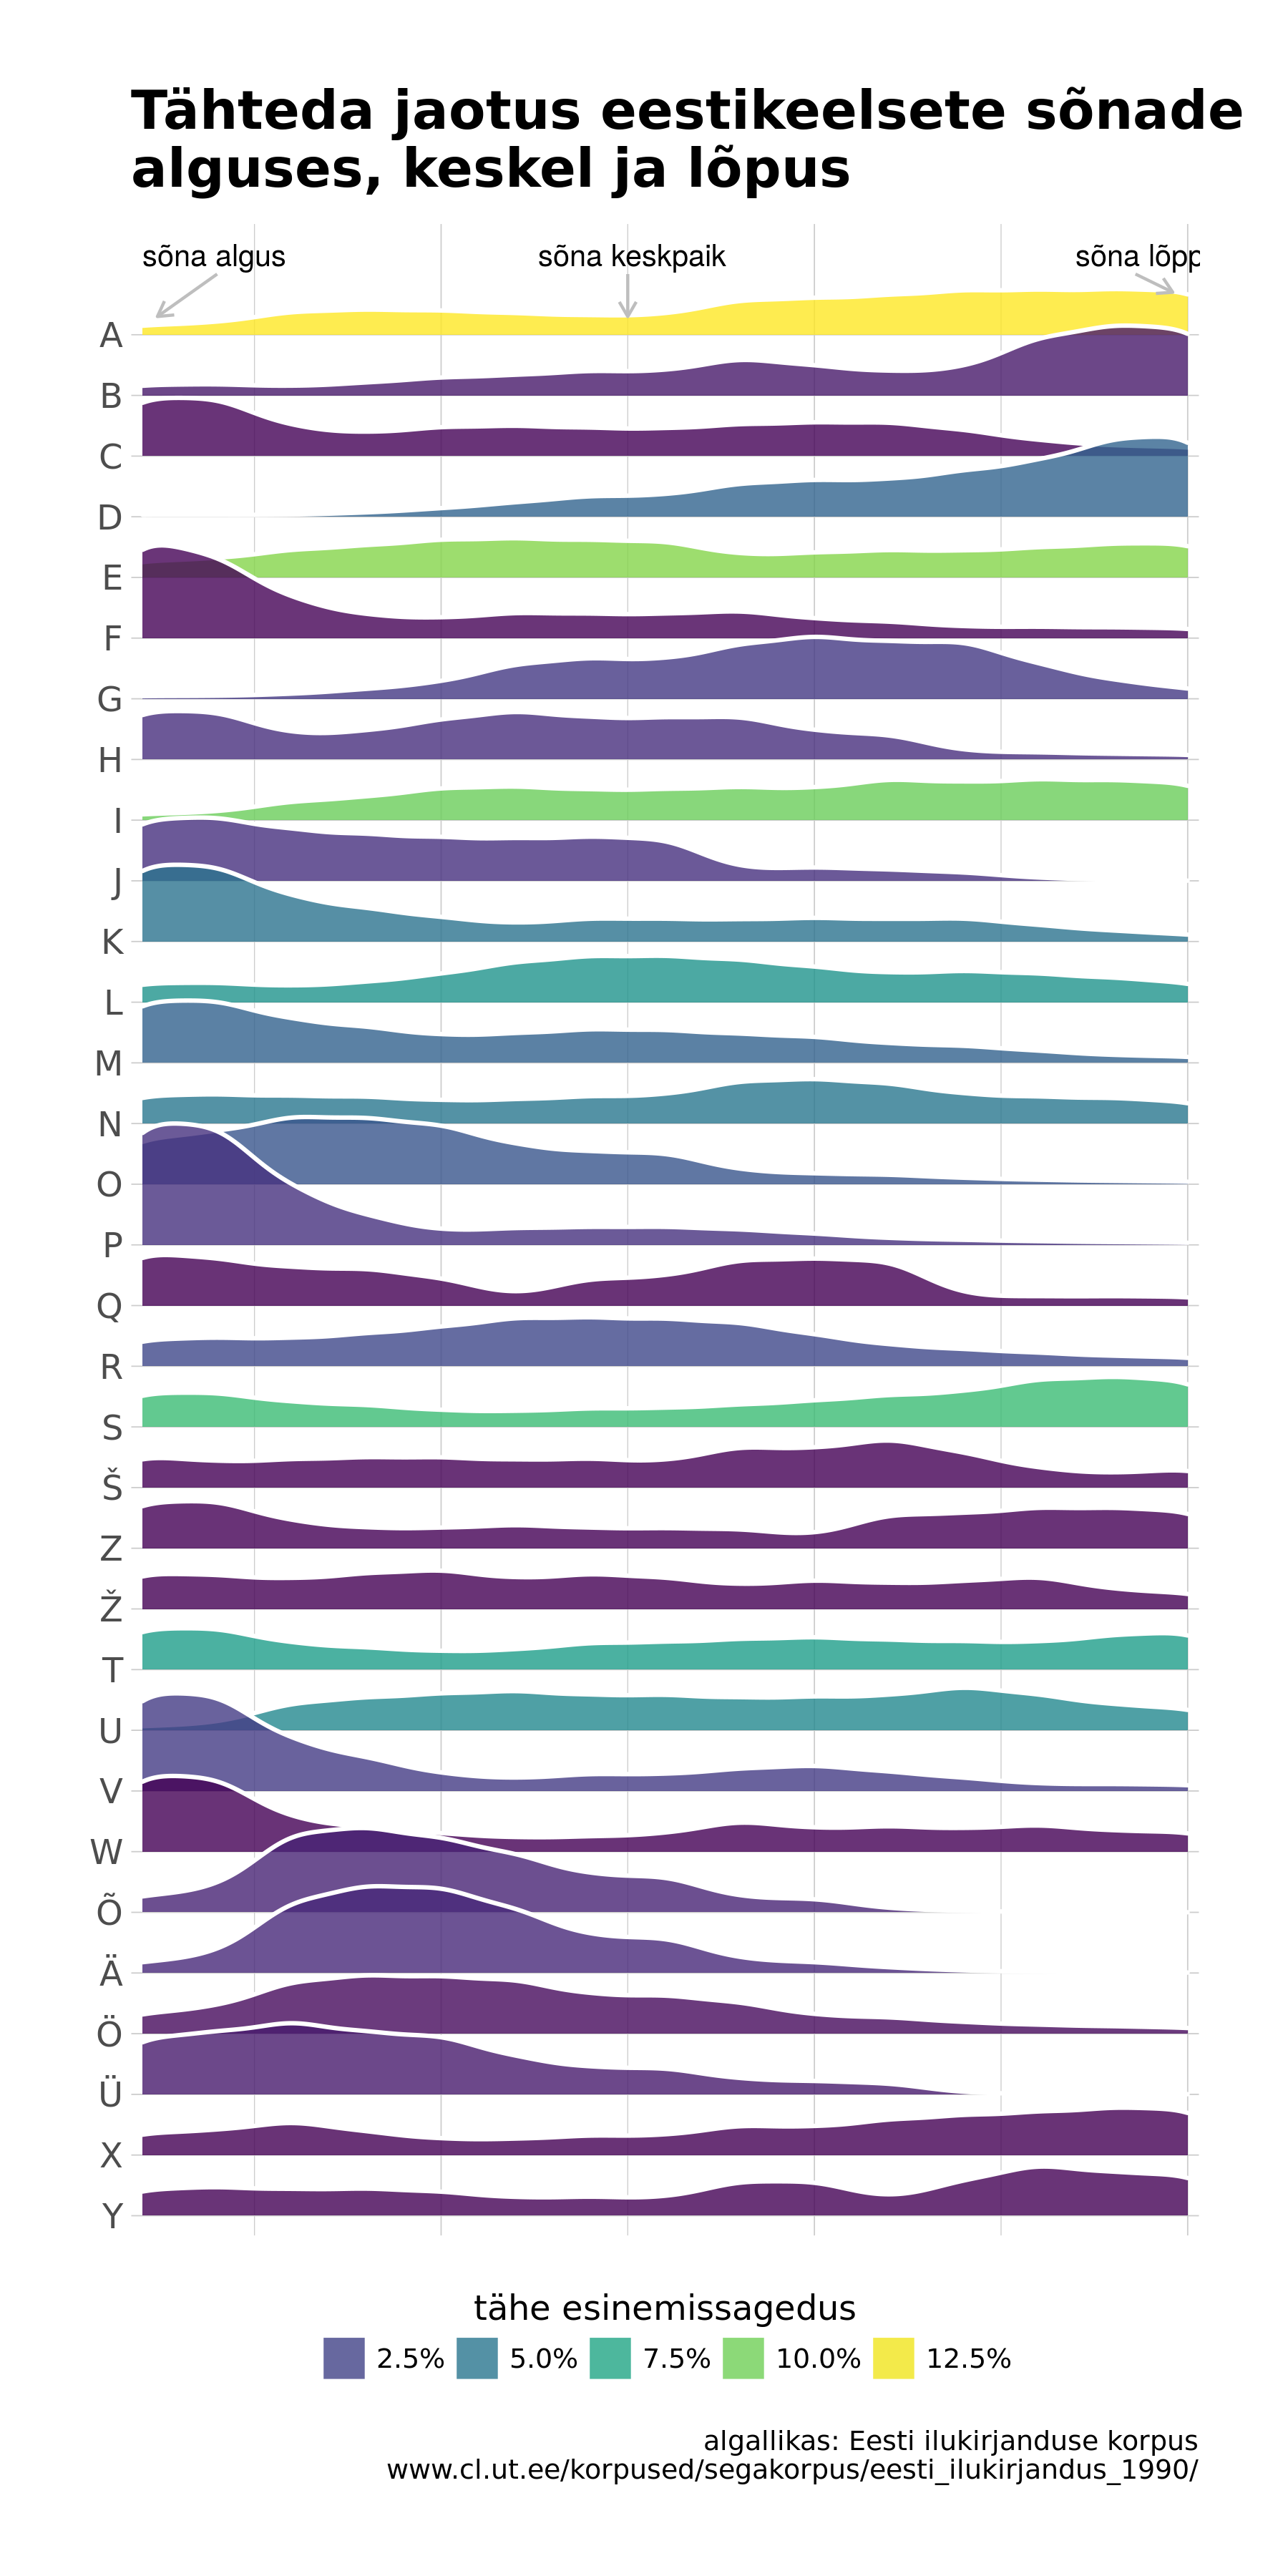 Tähteda jaotus eestikeelsete sõnade
alguses, keskel ja lõpus
sõna algus sõna keskpaik sõna lõpp
A
B
C
D
E
F
G
H
I
J
K
L
M
N
O
P
Q
R
S
Š
Z
Ž
T
U
V
W
Õ
Ä
Ö
Ü
X
Y
tähe esinemissagedus
2.5% 5.0% 7.5% 10.0% 12.5%
algallikas: Eesti ilukirjanduse korpus
www.cl.ut.ee/korpused/segakorpus/eesti_ilukirjandus_1990/